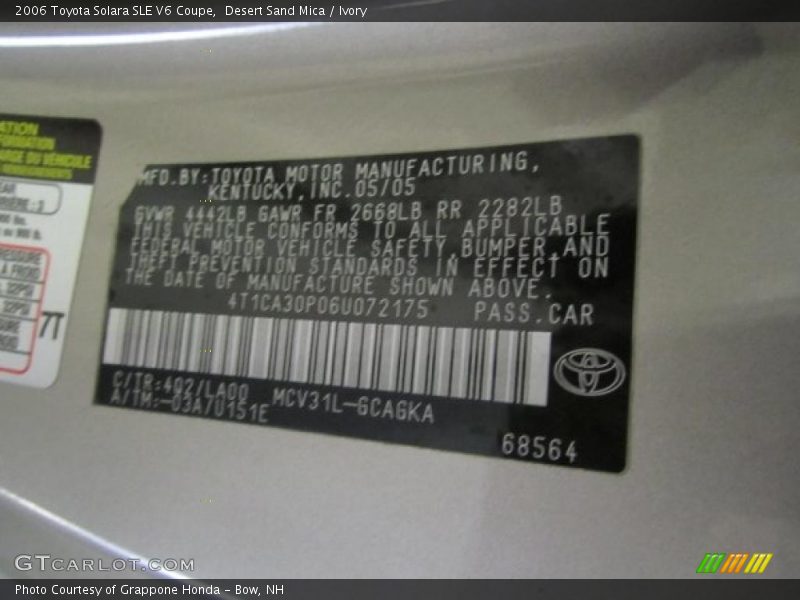 2006 Toyota Solara SLE V6 Coupe,  Desert Sand Mica / Ivory
MFD.BY:TOYOTA MOTOR MANUFACTURING,
KENTUCKY,INC.05/05
GVWR 4442LB GAWR FR 2668LB RR 2282LB
THIS VEHICLE CONFORMS TO ALL APPLICABLE
FEDERAL MOTOR VEHICLE SAFETY,BUMPER,AND
THEFT PREVENTION STANDARDS IN EFFECT ON
THE DATE OF MANUFACTURE SHOWN ABOVE.
4T1CA30P06U072175 PASS.CAR
C/TR:4Q2/LA00 MCV31L-GCAGKA
A/TM:-03A/U151E
68564
7T
GTCARLOT.COM
Photo Courtesy of Grappone Honda - Bow, NH